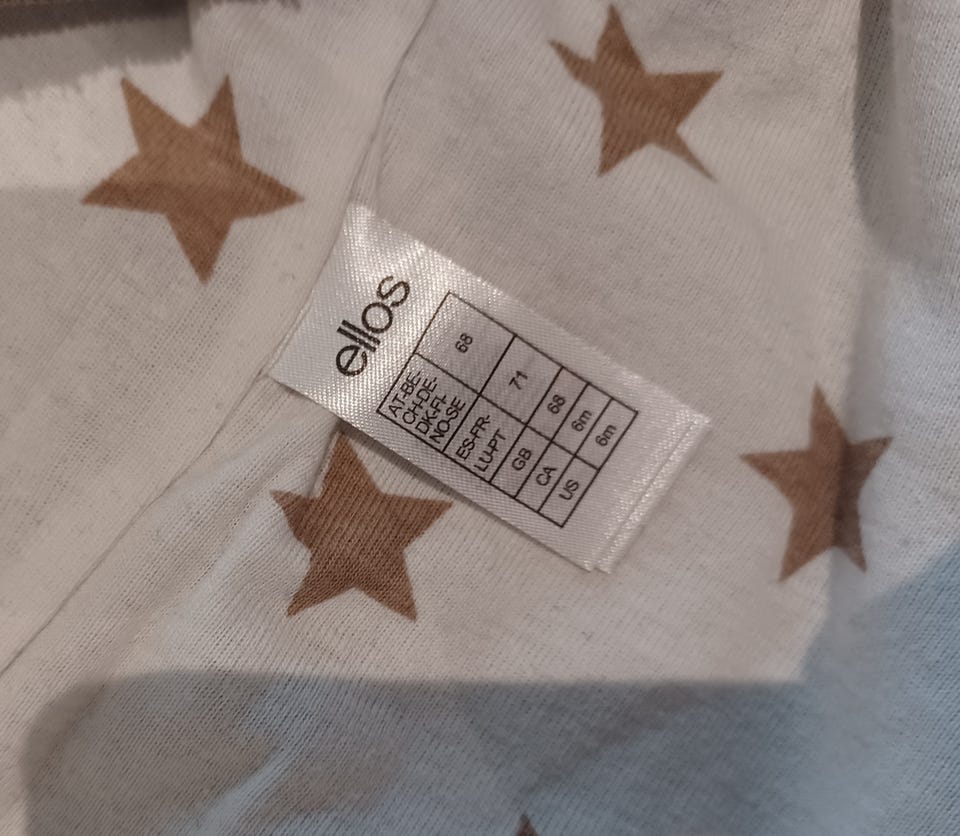 ellos
AT-BE-
CH-DE-
DK-FI-
NO-SE 68
ES-FR-
LU-PT 71
GB 68
CA 6m
US 6m